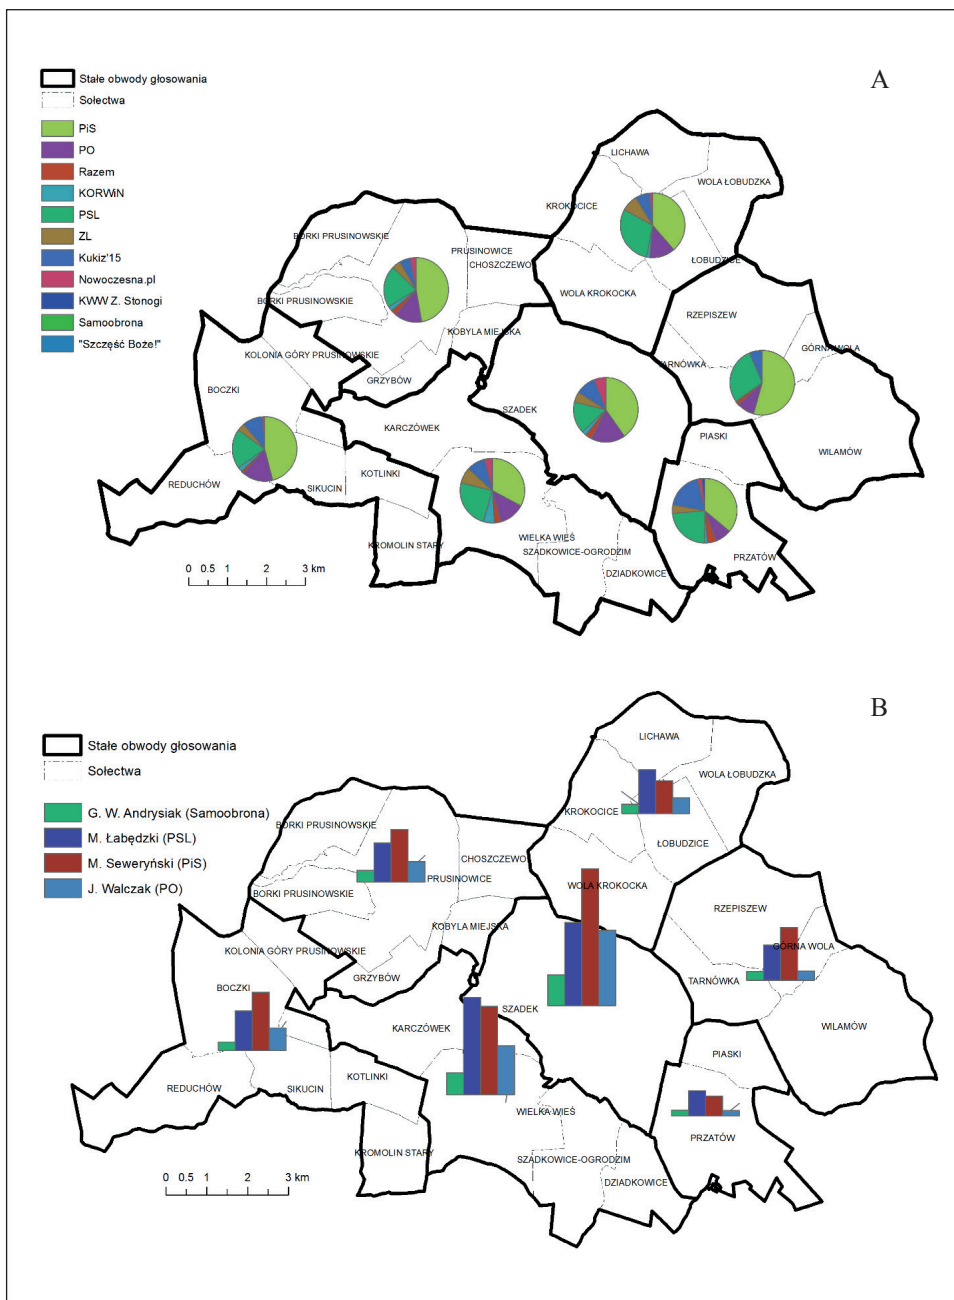 A
Stałe obwody głosowania
Sołectwa
PiS
PO
Razem
KORWiN
PSL
ZL
Kukiz'15
Nowoczesna.pl
KWW Z. Stonogi
Samoobrona
"Szczęść Boże!"
LICHAWA
WOLA ŁOBUDZKA
KROKOCICE
BORKI PRUSINOWSKIE
PRUSINOWICE
CHOSZCZEWO
ŁOBUDZICE
WOLA KROKOCKA
BORKI PRUSINOWSKIE
RZEPISZEW
KOBYLA MIEJSKA
GÓRNA WOLA
KOLONIA GÓRY PRUSINOWSKIE
TARNÓWKA
GRZYBÓW
BOCZKI
SZADEK
KARCZÓWEK
PIASKI
WILAMÓW
KOTLINKI
REDUCHÓW
SIKUCIN
WIELKA WIEŚ
KROMOLIN STARY
SZADKOWICE-OGRODZIM
PRZATÓW
DZIADKOWICE
0 0.5 1 2 3 km
B
Stałe obwody głosowania
Sołectwa
G. W. Andrysiak (Samoobrona)
M. Łabędzki (PSL)
M. Seweryński (PiS)
J. Walczak (PO)
LICHAWA
WOLA ŁOBUDZKA
KROKOCICE
BORKI PRUSINOWSKIE
ŁOBUDZICE
CHOSZCZEWO
PRUSINOWICE
WOLA KROKOCKA
BORKI PRUSINOWSKIE
RZEPISZEW
KOBYLA MIEJSKA
GÓRNA WOLA
KOLONIA GÓRY PRUSINOWSKIE
GRZYBÓW
TARNÓWKA
BOCZKI
SZADEK
KARCZÓWEK
WILAMÓW
PIASKI
KOTLINKI
REDUCHÓW
SIKUCIN
WIELKA WIEŚ
PRZATÓW
KROMOLIN STARY
SZADKOWICE-OGRODZIM
DZIADKOWICE
0 0.5 1 2 3 km